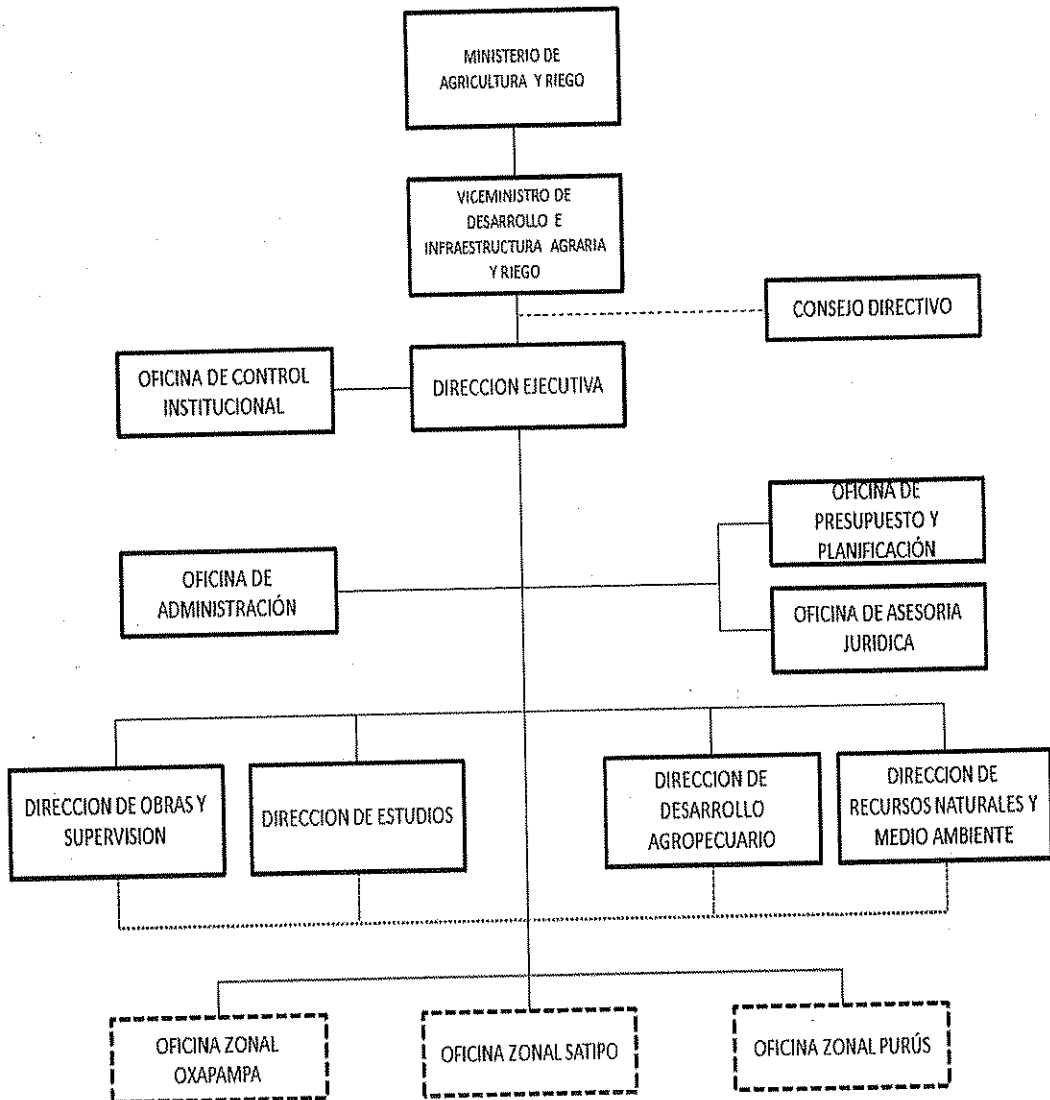 MINISTERIO DE
AGRICULTURA Y RIEGO
VICEMINISTRO DE
DESARROLLO E
INFRAESTRUCTURA AGRARIA
Y RIEGO
CONSEJO DIRECTIVO
OFICINA DE CONTROL
INSTITUCIONAL
DIRECCION EJECUTIVA
OFICINA DE
PRESUPUESTO Y
PLANIFICACIÓN
OFICINA DE
ADMINISTRACIÓN
OFICINA DE ASESORIA
JURIDICA
DIRECCION DE OBRAS Y
SUPERVISION
DIRECCION DE ESTUDIOS
DIRECCION DE
DESARROLLO
AGROPECUARIO
DIRECCION DE
RECURSOS NATURALES Y
MEDIO AMBIENTE
OFICINA ZONAL
OXAPAMPA
OFICINA ZONAL SATIPO
OFICINA ZONAL PURÚS